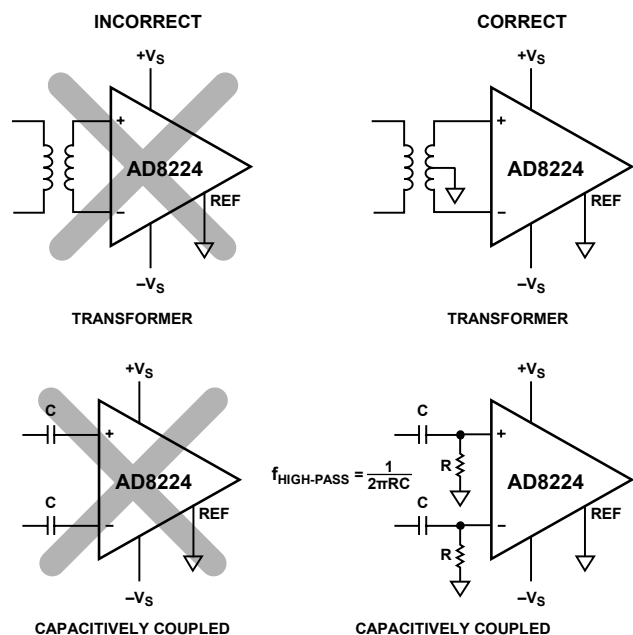 INCORRECT
+VS
+
AD8224
−
REF
−VS
TRANSFORMER
CORRECT
+VS
+
AD8224
−
REF
−VS
TRANSFORMER
+VS
C
+
AD8224
C
−
REF
−VS
CAPACITIVELY COUPLED
fHIGH-PASS = 1/2πRC
+VS
C
+
R
AD8224
C
−
R
REF
−VS
CAPACITIVELY COUPLED